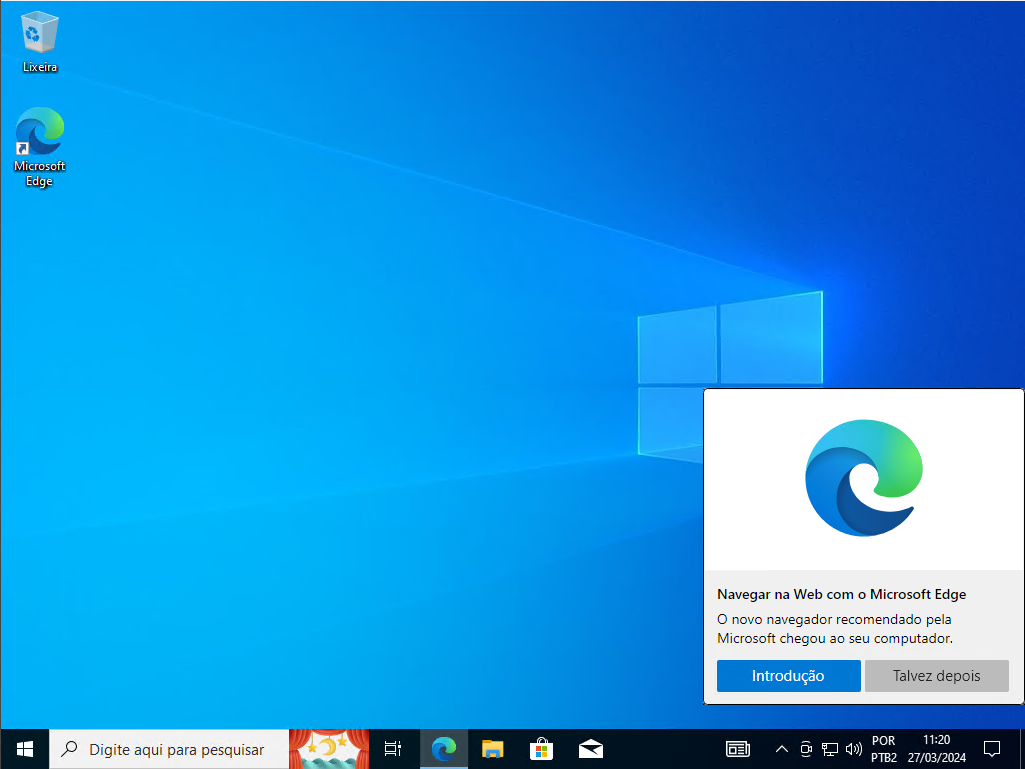 Lixeira
Microsoft
Edge
Navegar na Web com o Microsoft Edge
O novo navegador recomendado pela
Microsoft chegou ao seu computador.
Introdução
Talvez depois
Digite aqui para pesquisar
POR
PTB2
11:20
27/03/2024